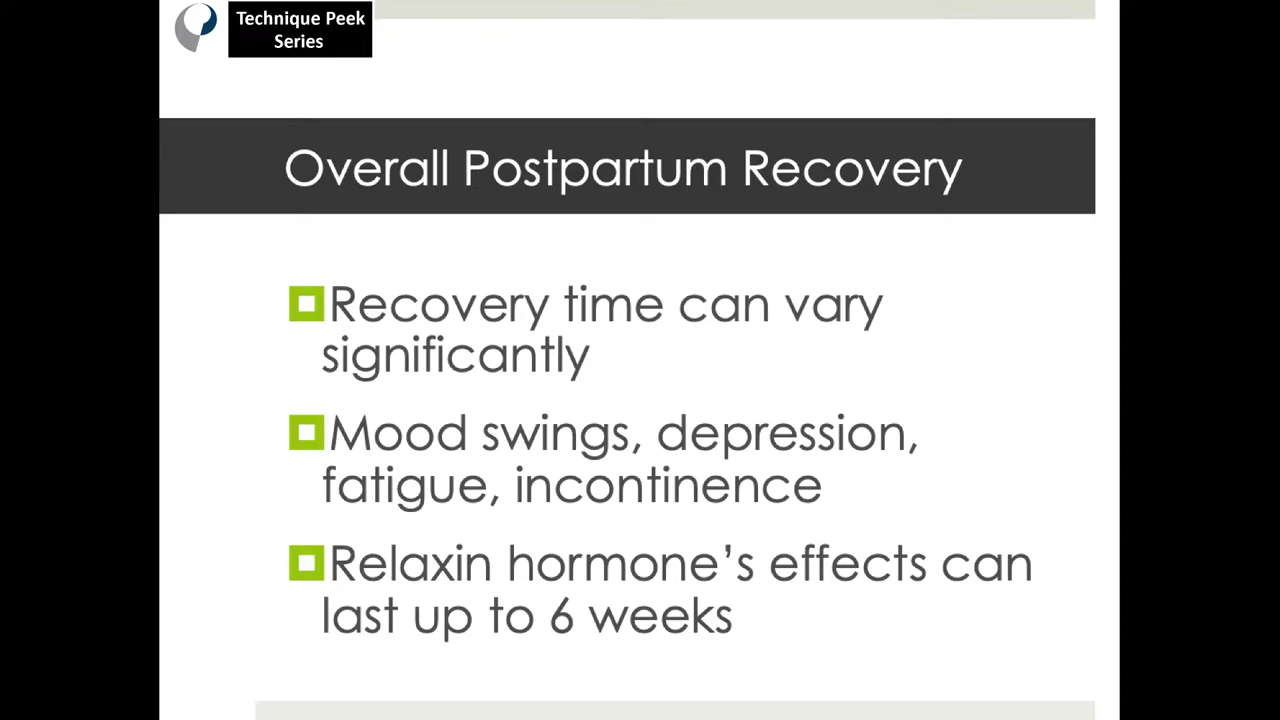 Technique Peek
Series
Overall Postpartum Recovery
Recovery time can vary
significantly
Mood swings, depression,
fatigue, incontinence
Relaxin hormone’s effects can
last up to 6 weeks